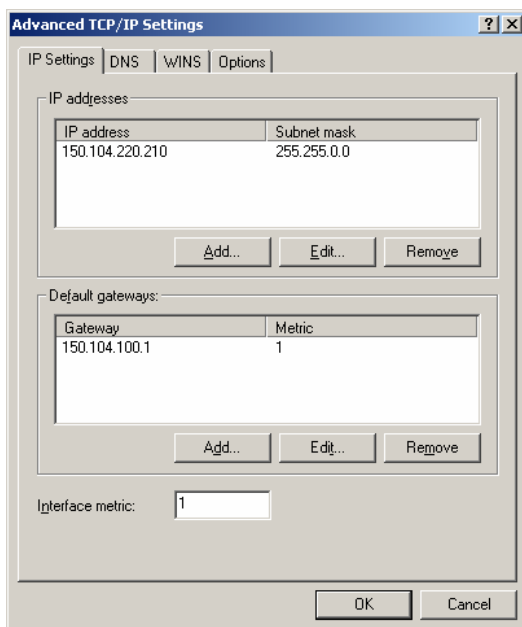 Advanced TCP/IP Settings
IP Settings DNS WINS Options
IP addresses
IP address Subnet mask
150.104.220.210 255.255.0.0
Add... Edit... Remove
Default gateways:
Gateway Metric
150.104.100.1 1
Add... Edit... Remove
Interface metric: 1
OK Cancel